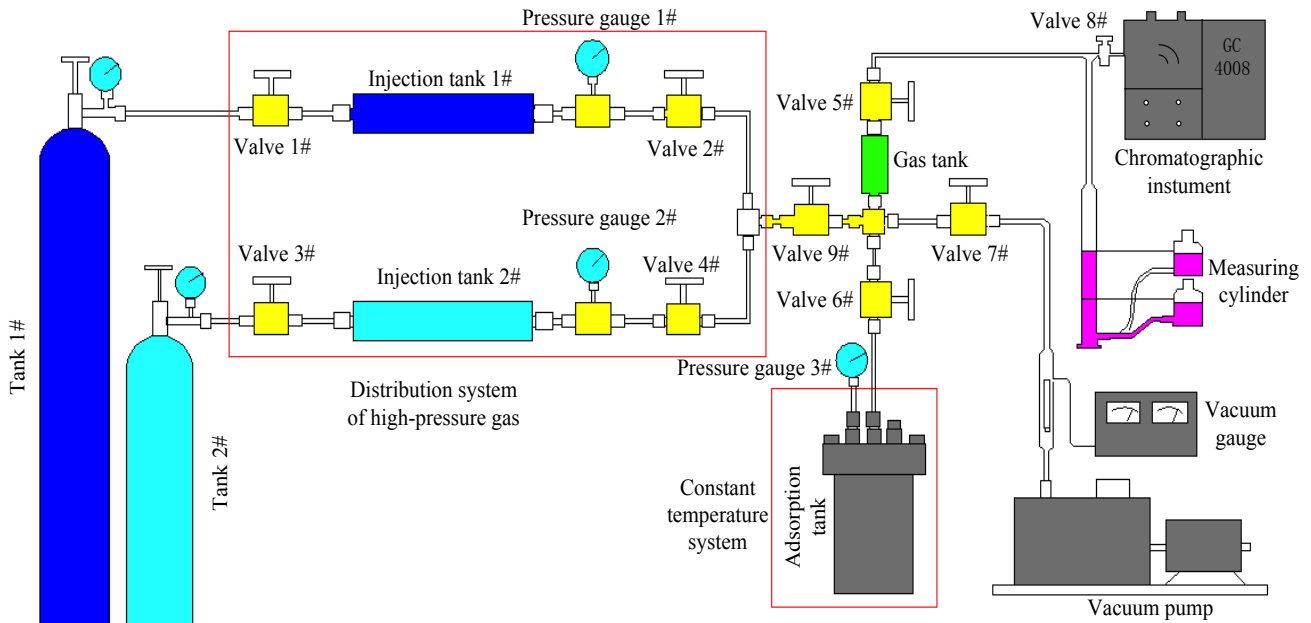 Pressure gauge 1#
Valve 8#
GC
4008
Injection tank 1#
Valve 5#
Valve 1#
Valve 2#
Gas tank
Chromatographic
instument
Pressure gauge 2#
Valve 3#
Injection tank 2#
Valve 4#
Valve 9#
Valve 7#
Measuring
cylinder
Valve 6#
Tank 1#
Pressure gauge 3#
Distribution system
of high-pressure gas
Tank 2#
Vacuum
gauge
Constant
temperature
system
Adsorption
tank
Vacuum pump